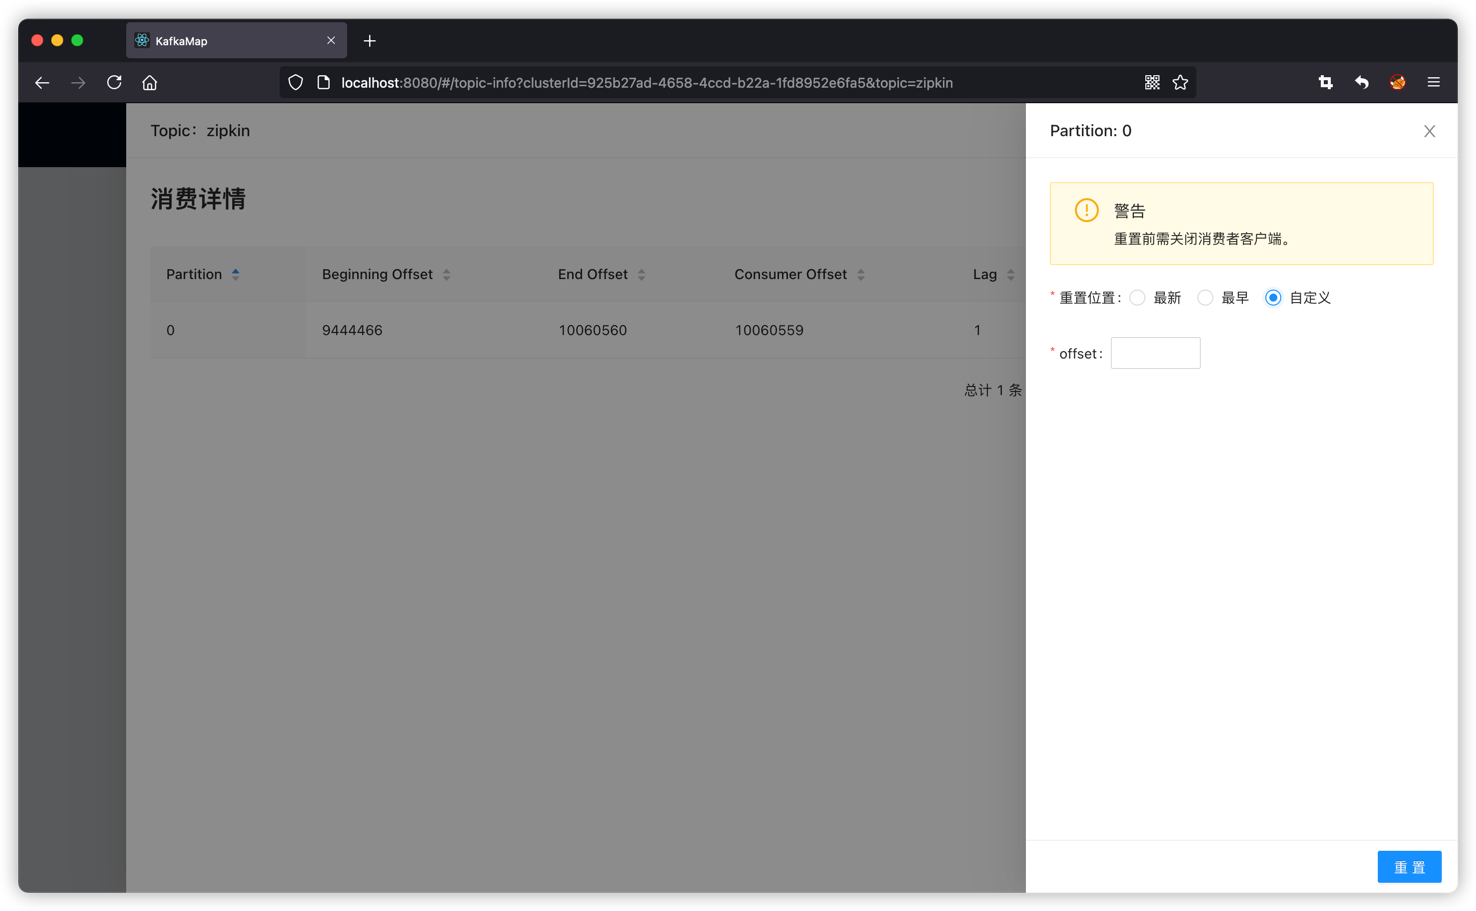 KafkaMap
localhost:8080/#/topic-info?clusterId=925b27ad-4658-4ccd-b22a-1fd8952e6fa5&topic=zipkin
Topic：zipkin
消费详情
Partition Beginning Offset End Offset Consumer Offset Lag
0 9444466 10060560 10060559 1
总计 1 条
Partition: 0
警告
重置前需关闭消费者客户端。
* 重置位置： 最新 最早 自定义
* offset：
重 置